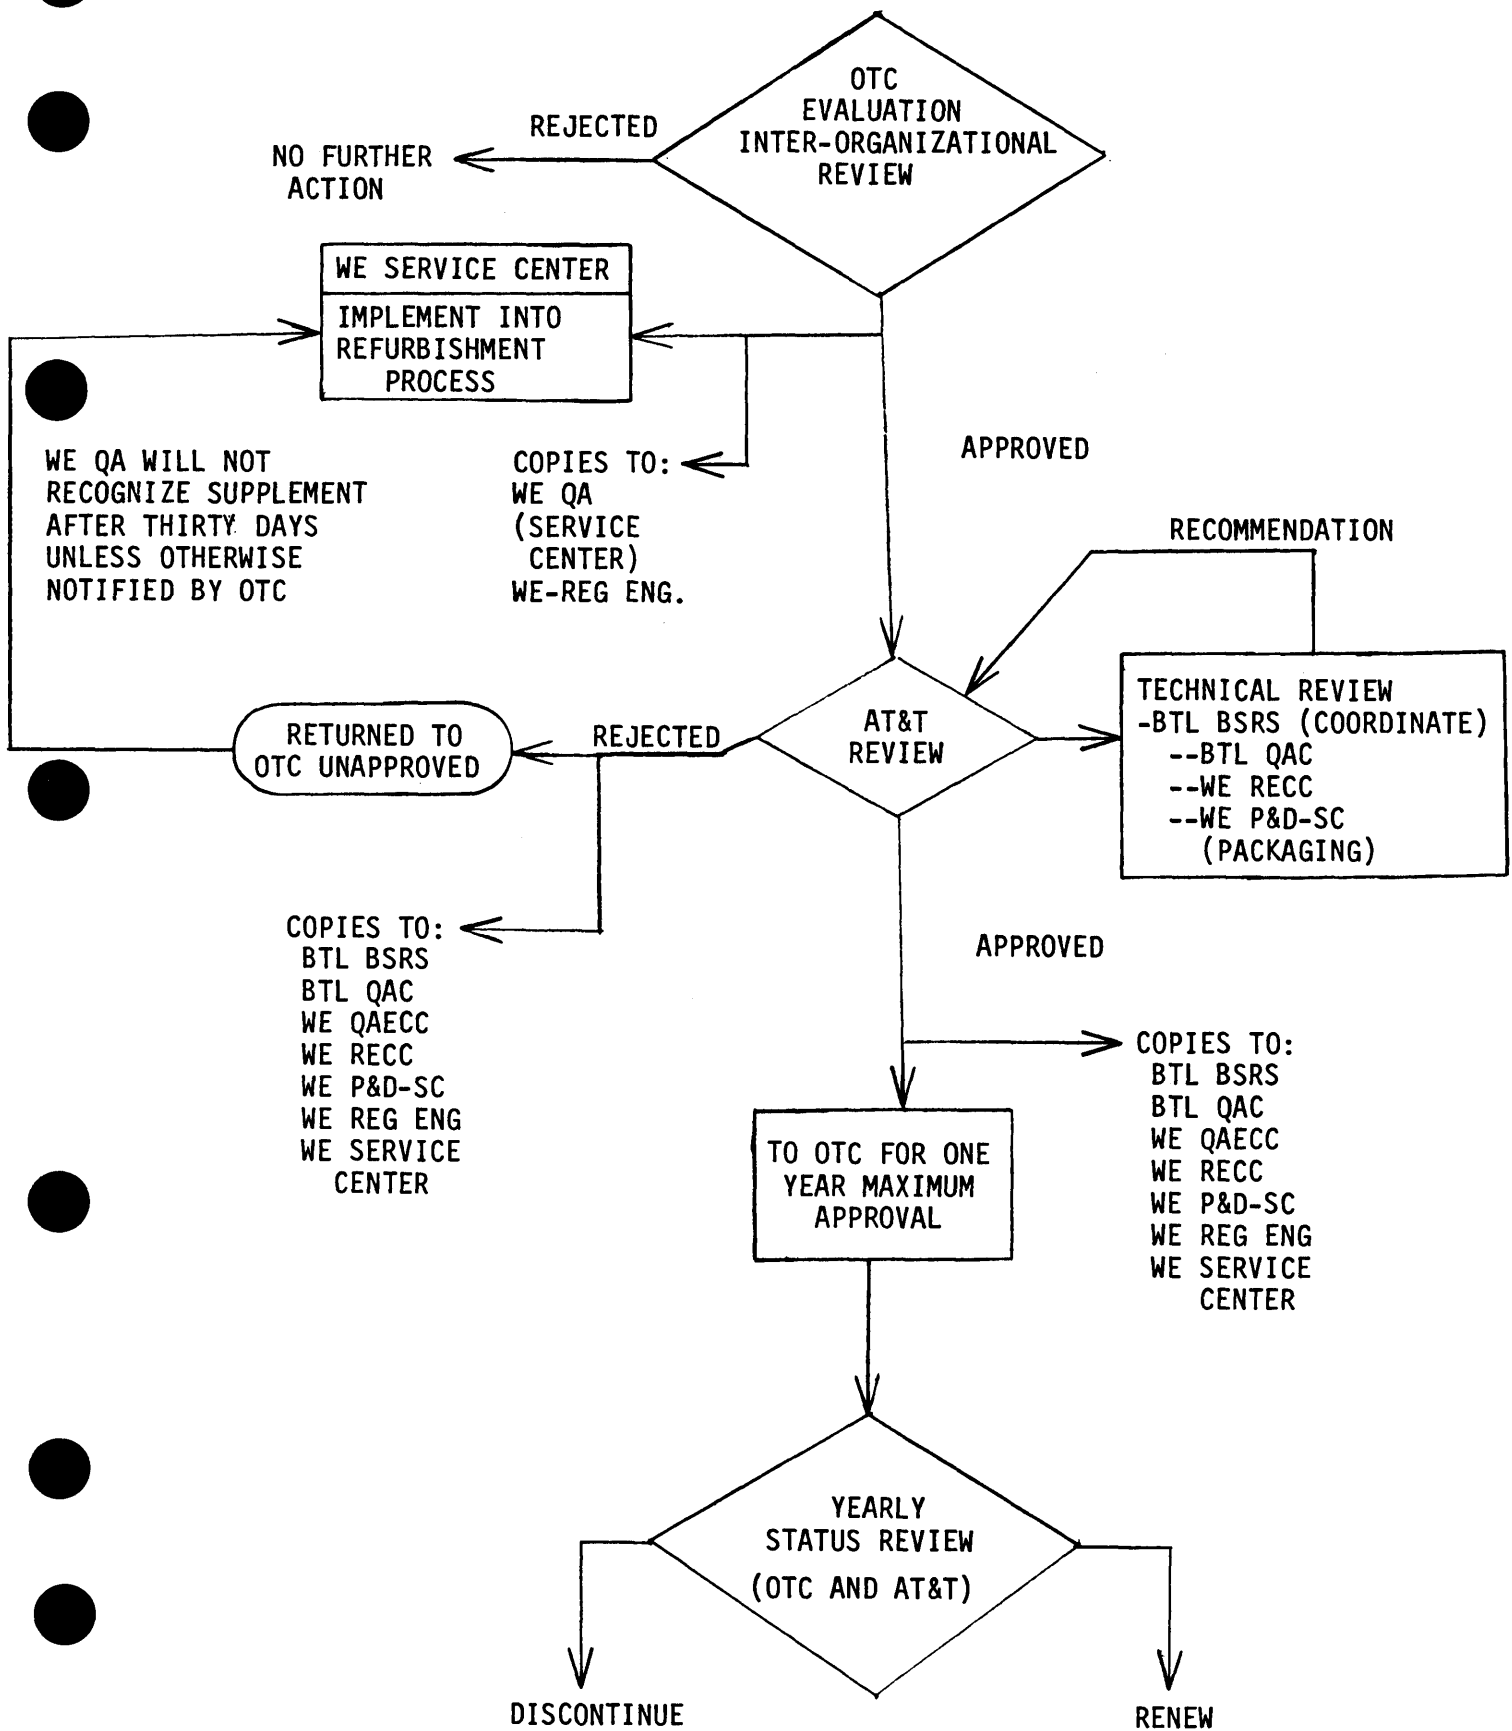 OTC
EVALUATION
INTER-ORGANIZATIONAL
REVIEW
REJECTED
NO FURTHER
ACTION
WE SERVICE CENTER
IMPLEMENT INTO
REFURBISHMENT
PROCESS
WE QA WILL NOT
RECOGNIZE SUPPLEMENT
AFTER THIRTY DAYS
UNLESS OTHERWISE
NOTIFIED BY OTC
COPIES TO:
WE QA
(SERVICE
CENTER)
WE-REG ENG.
APPROVED
RECOMMENDATION
TECHNICAL REVIEW
-BTL BSRS (COORDINATE)
--BTL QAC
--WE RECC
--WE P&D-SC
(PACKAGING)
AT&T
REVIEW
REJECTED
RETURNED TO
OTC UNAPPROVED
COPIES TO:
BTL BSRS
BTL QAC
WE QAECC
WE RECC
WE P&D-SC
WE REG ENG
WE SERVICE
CENTER
APPROVED
COPIES TO:
BTL BSRS
BTL QAC
WE QAECC
WE RECC
WE P&D-SC
WE REG ENG
WE SERVICE
CENTER
TO OTC FOR ONE
YEAR MAXIMUM
APPROVAL
YEARLY
STATUS REVIEW
(OTC AND AT&T)
DISCONTINUE
RENEW